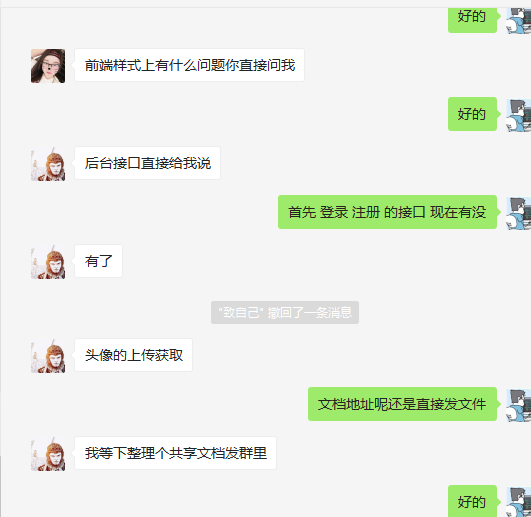 好的
前端样式上有什么问题你直接问我
好的
后台接口直接给我说
首先 登录 注册 的接口 现在有没
有了
"致自己" 撤回了一条消息
头像的上传获取
文档地址呢还是直接发文件
我等下整理个共享文档发群里
好的